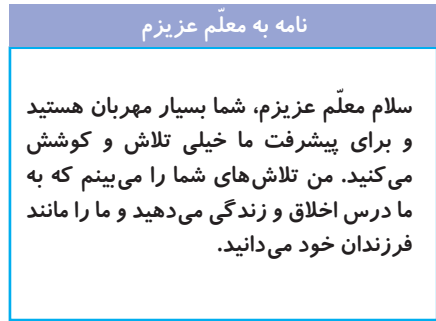 نامه به معلّم عزیزم
سلام معلّم عزیزم، شما بسیار مهربان هستید
و برای پیشرفت ما خیلی تلاش و کوشش
می‌کنید. من تلاش‌های شما را می‌بینم که به
ما درس اخلاق و زندگی می‌دهید و ما را مانند
فرزندان خود می‌دانید.